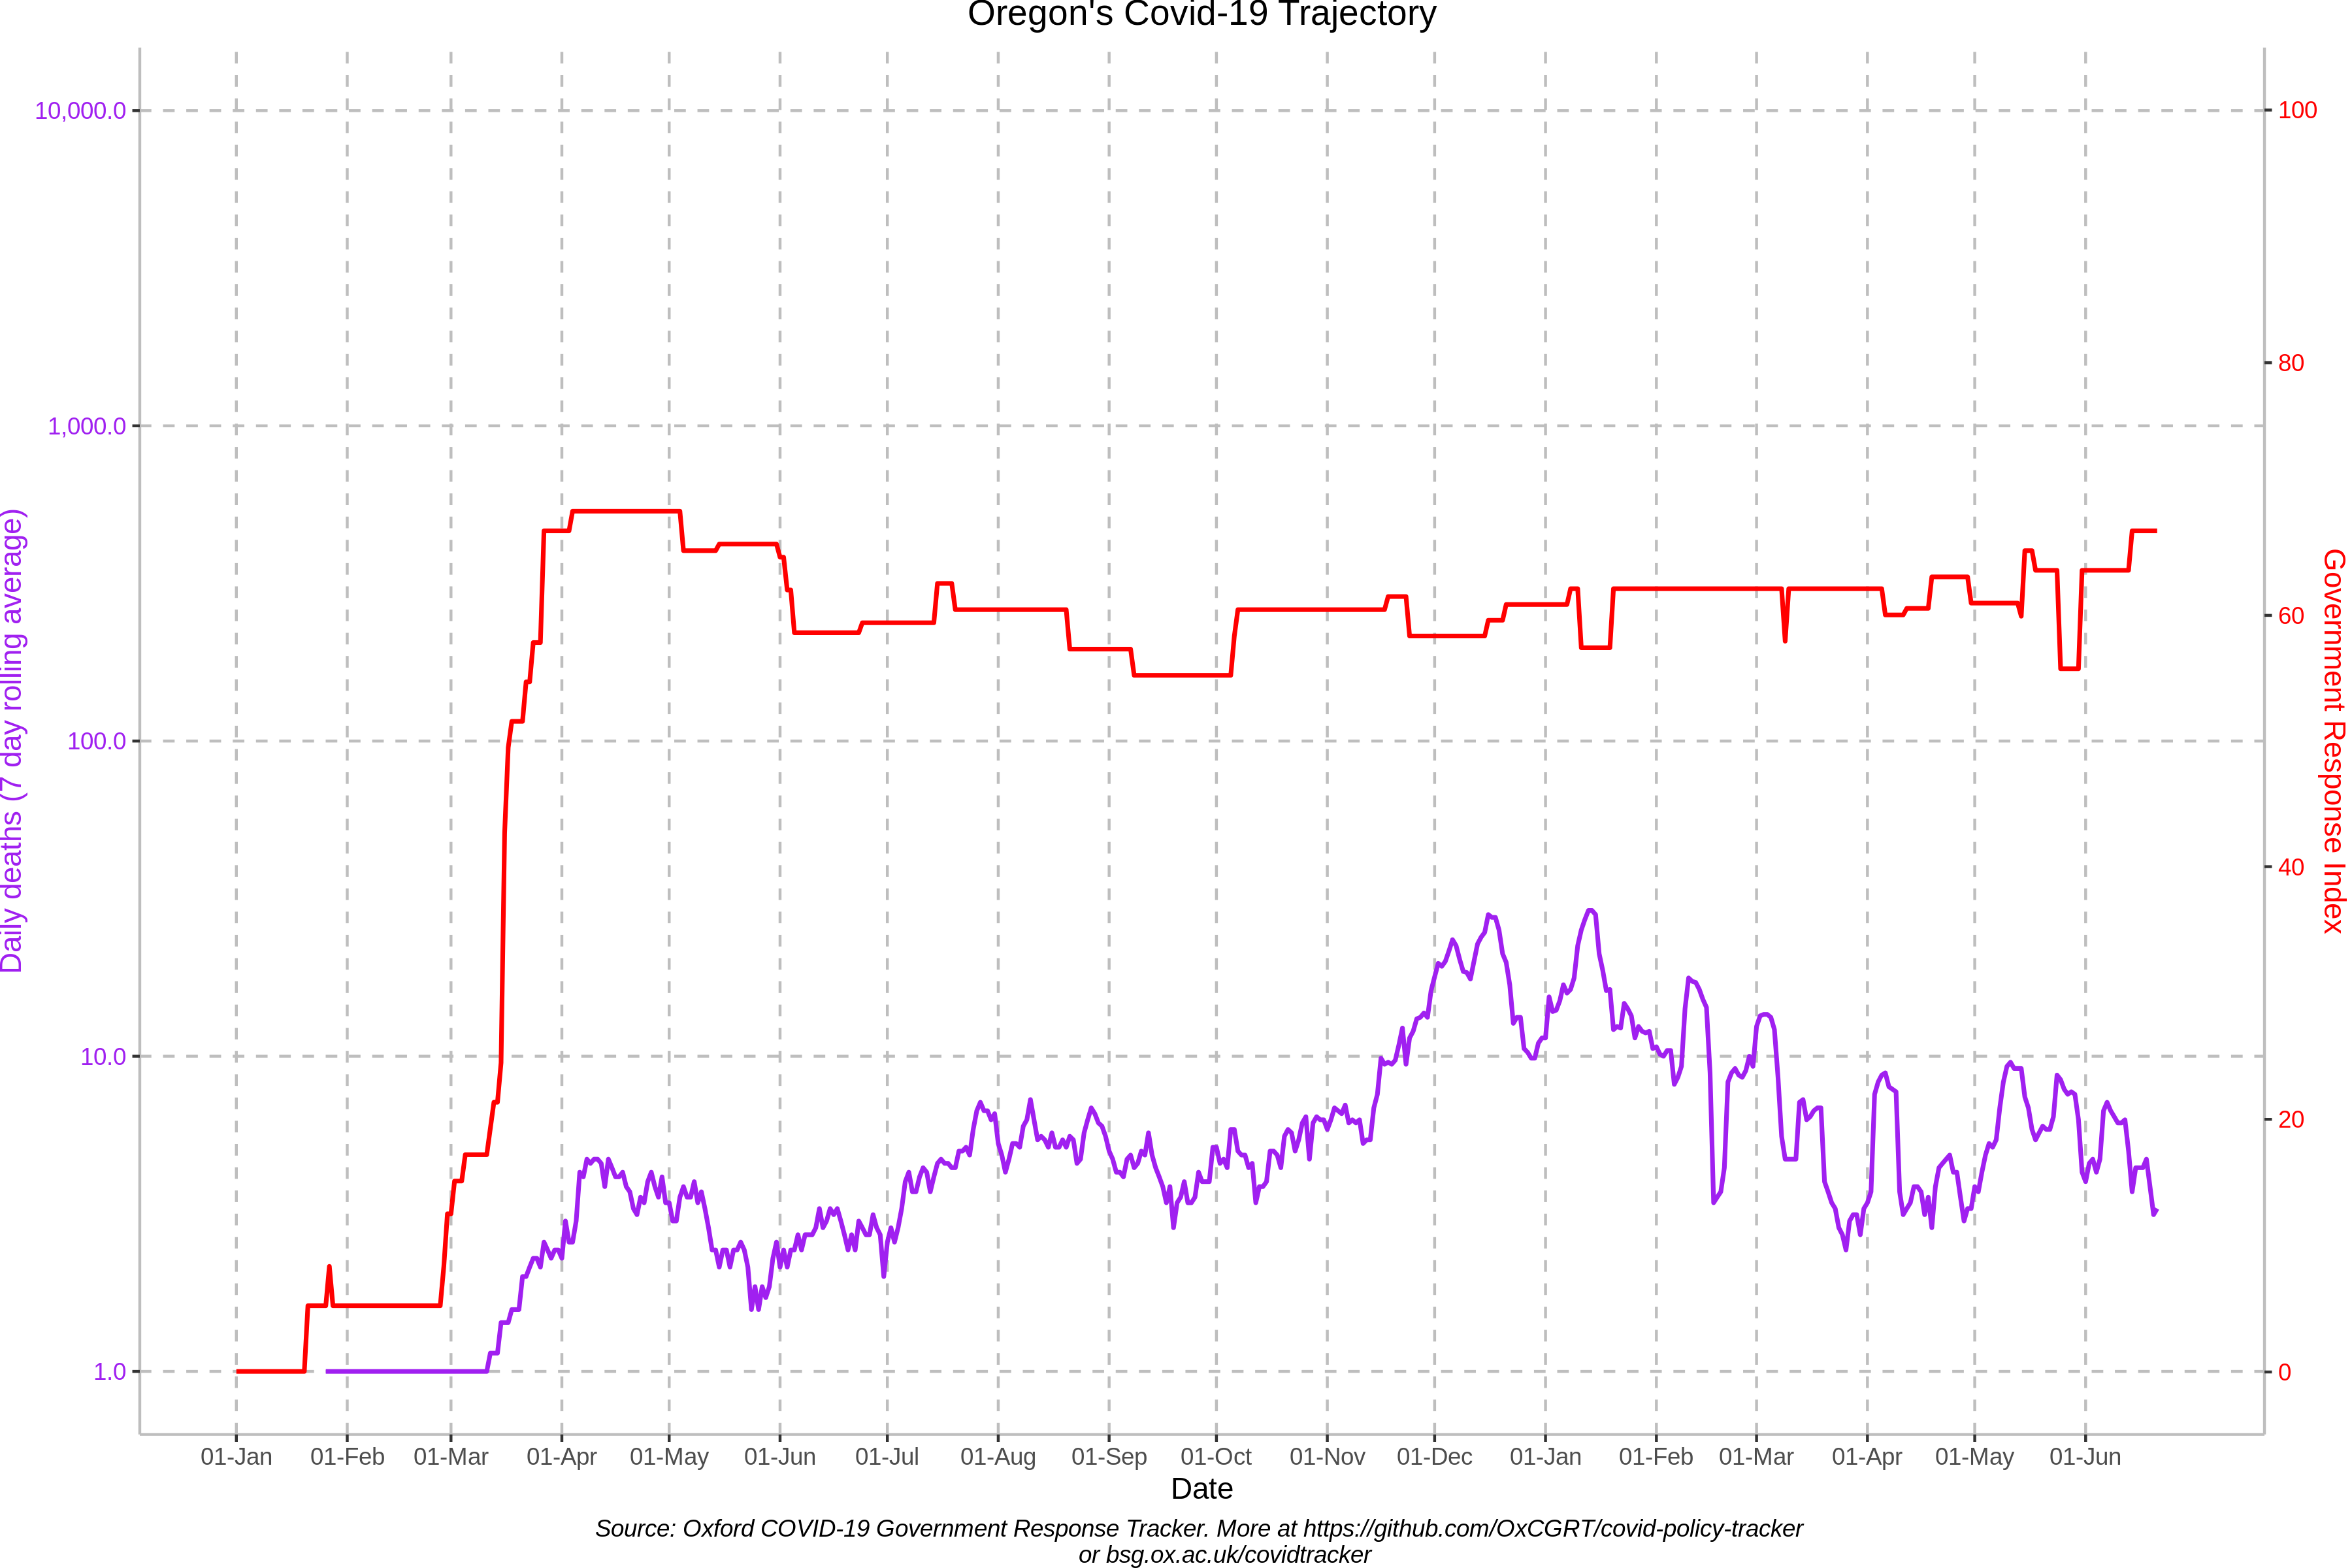 Oregon's Covid-19 Trajectory
10,000.0
1,000.0
100.0
10.0
1.0
Daily deaths (7 day rolling average)
100
80
60
40
20
0
Government Response Index
01-Jan
01-Feb
01-Mar
01-Apr
01-May
01-Jun
01-Jul
01-Aug
01-Sep
01-Oct
01-Nov
01-Dec
01-Jan
01-Feb
01-Mar
01-Apr
01-May
01-Jun
Date
Source: Oxford COVID-19 Government Response Tracker. More at https://github.com/OxCGRT/covid-policy-tracker
or bsg.ox.ac.uk/covidtracker